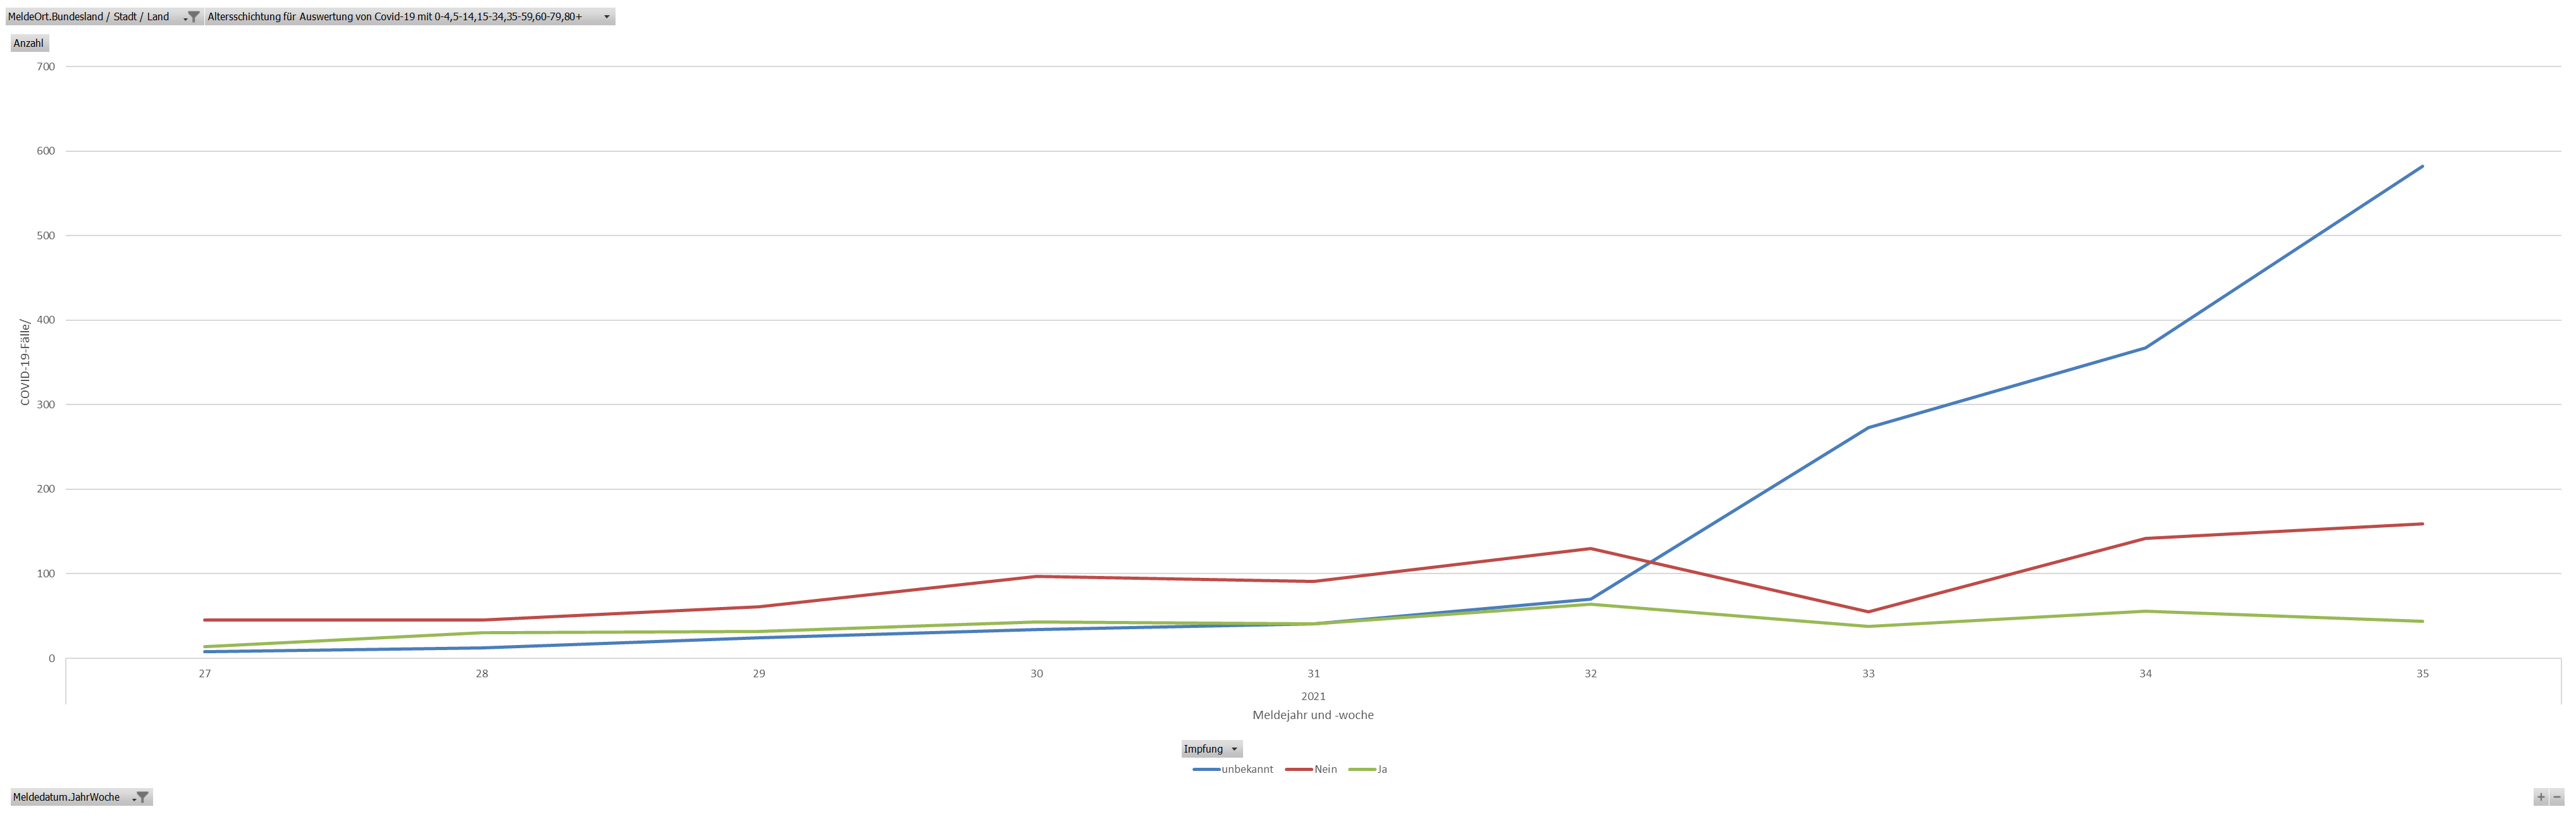 MeldeOrt.Bundesland / Stadt / Land
Altersschichtung für Auswertung von Covid-19 mit 0-4,5-14,15-34,35-59,60-79,80+
Anzahl
700
600
500
400
300
200
100
0
COVID-19-Fälle/
27 28 29 30 31 32 33 34 35
2021
Meldejahr und -woche
Impfung
unbekannt Nein Ja
Meldedatum.JahrWoche
+ −